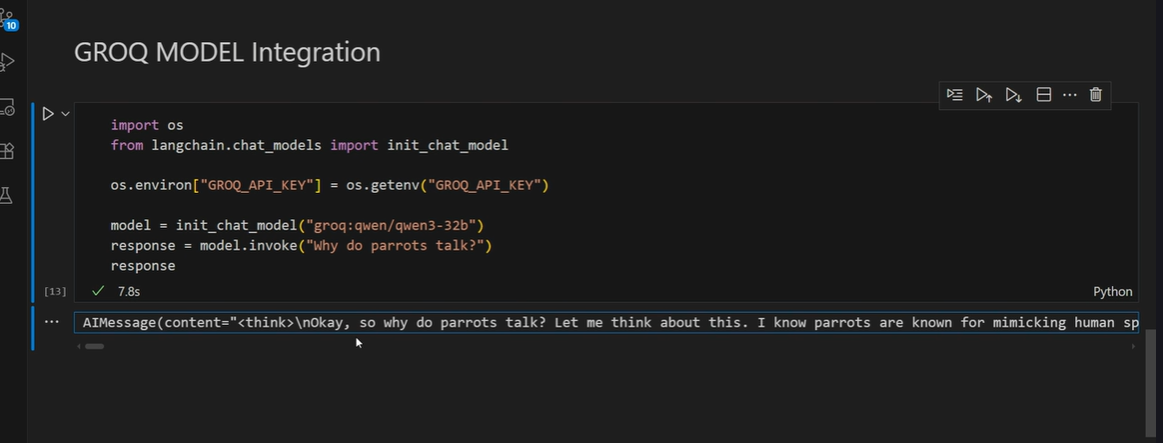 10
GROQ MODEL Integration
import os
from langchain.chat_models import init_chat_model
os.environ["GROQ_API_KEY"] = os.getenv("GROQ_API_KEY")
model = init_chat_model("groq:qwen/qwen3-32b")
response = model.invoke("Why do parrots talk?")
response
[13]
7.8s
Python
AIMessage(content="<think>\nOkay, so why do parrots talk? Let me think about this. I know parrots are known for mimicking human sp